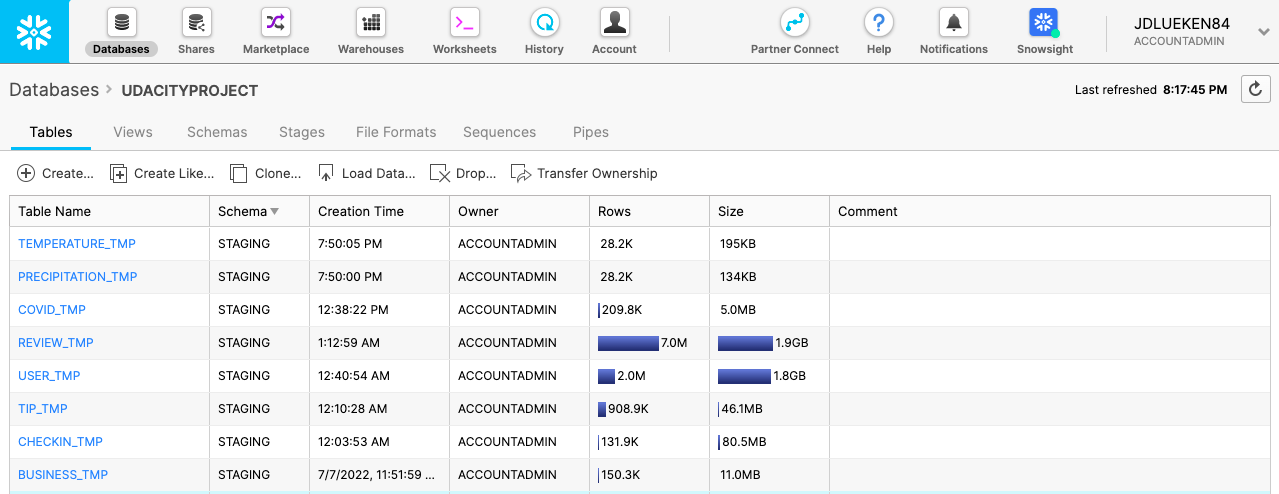 Databases Shares Marketplace Warehouses Worksheets History Account Partner Connect Help Notifications Snowsight JDLUEKEN84
ACCOUNTADMIN
Databases > UDACITYPROJECT Last refreshed 8:17:45 PM
Tables Views Schemas Stages File Formats Sequences Pipes
Create... Create Like... Clone... Load Data... Drop... Transfer Ownership
Table Name Schema Creation Time Owner Rows Size Comment
TEMPERATURE_TMP STAGING 7:50:05 PM ACCOUNTADMIN 28.2K 195KB
PRECIPITATION_TMP STAGING 7:50:00 PM ACCOUNTADMIN 28.2K 134KB
COVID_TMP STAGING 12:38:22 PM ACCOUNTADMIN 209.8K 5.0MB
REVIEW_TMP STAGING 1:12:59 AM ACCOUNTADMIN 7.0M 1.9GB
USER_TMP STAGING 12:40:54 AM ACCOUNTADMIN 2.0M 1.8GB
TIP_TMP STAGING 12:10:28 AM ACCOUNTADMIN 908.9K 46.1MB
CHECKIN_TMP STAGING 12:03:53 AM ACCOUNTADMIN 131.9K 80.5MB
BUSINESS_TMP STAGING 7/7/2022, 11:51:59 ... ACCOUNTADMIN 150.3K 11.0MB